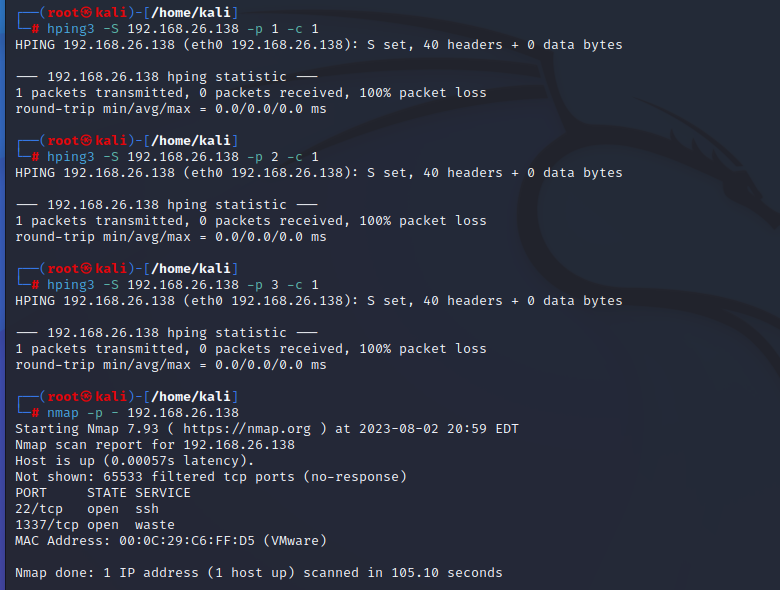 ┌──(root㉿kali)-[/home/kali]
└─# hping3 -S 192.168.26.138 -p 1 -c 1
HPING 192.168.26.138 (eth0 192.168.26.138): S set, 40 headers + 0 data bytes
—— 192.168.26.138 hping statistic ——
1 packets transmitted, 0 packets received, 100% packet loss
round-trip min/avg/max = 0.0/0.0/0.0 ms
┌──(root㉿kali)-[/home/kali]
└─# hping3 -S 192.168.26.138 -p 2 -c 1
HPING 192.168.26.138 (eth0 192.168.26.138): S set, 40 headers + 0 data bytes
—— 192.168.26.138 hping statistic ——
1 packets transmitted, 0 packets received, 100% packet loss
round-trip min/avg/max = 0.0/0.0/0.0 ms
┌──(root㉿kali)-[/home/kali]
└─# hping3 -S 192.168.26.138 -p 3 -c 1
HPING 192.168.26.138 (eth0 192.168.26.138): S set, 40 headers + 0 data bytes
—— 192.168.26.138 hping statistic ——
1 packets transmitted, 0 packets received, 100% packet loss
round-trip min/avg/max = 0.0/0.0/0.0 ms
┌──(root㉿kali)-[/home/kali]
└─# nmap -p - 192.168.26.138
Starting Nmap 7.93 ( https://nmap.org ) at 2023-08-02 20:59 EDT
Nmap scan report for 192.168.26.138
Host is up (0.00057s latency).
Not shown: 65533 filtered tcp ports (no-response)
PORT     STATE SERVICE
22/tcp   open  ssh
1337/tcp open  waste
MAC Address: 00:0C:29:C6:FF:D5 (VMware)
Nmap done: 1 IP address (1 host up) scanned in 105.10 seconds